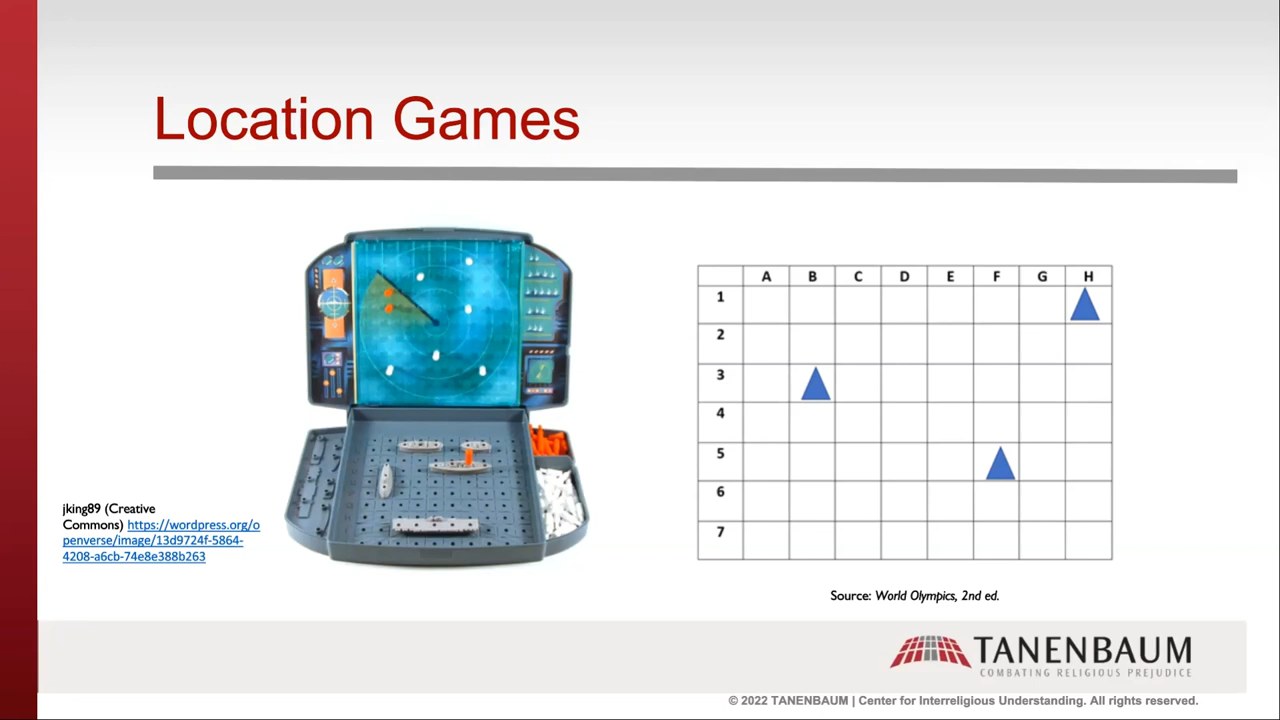 Location Games
jking89 (Creative
Commons) https://wordpress.org/o
penverse/image/13d9724f-5864-
4208-a6cb-74e8e388b263
A B C D E F G H
1
2
3
4
5
6
7
Source: World Olympics, 2nd ed.
TANENBAUM
COMBATING RELIGIOUS PREJUDICE
© 2022 TANENBAUM | Center for Interreligious Understanding. All rights reserved.